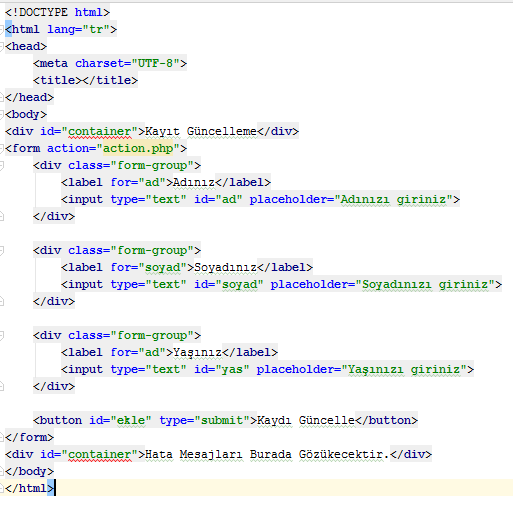 <!DOCTYPE html>
<html lang="tr">
<head>
    <meta charset="UTF-8">
    <title></title>
</head>
<body>
<div id="container">Kayıt Güncelleme</div>
<form action="action.php">
    <div class="form-group">
        <label for="ad">Adınız</label>
        <input type="text" id="ad" placeholder="Adınızı giriniz">
    </div>

    <div class="form-group">
        <label for="soyad">Soyadınız</label>
        <input type="text" id="soyad" placeholder="Soyadınızı giriniz">
    </div>

    <div class="form-group">
        <label for="ad">Yaşınız</label>
        <input type="text" id="yas" placeholder="Yaşınızı giriniz">
    </div>

    <button id="ekle" type="submit">Kaydı Güncelle</button>
</form>
<div id="container">Hata Mesajları Burada Gözükecektir.</div>
</body>
</html>